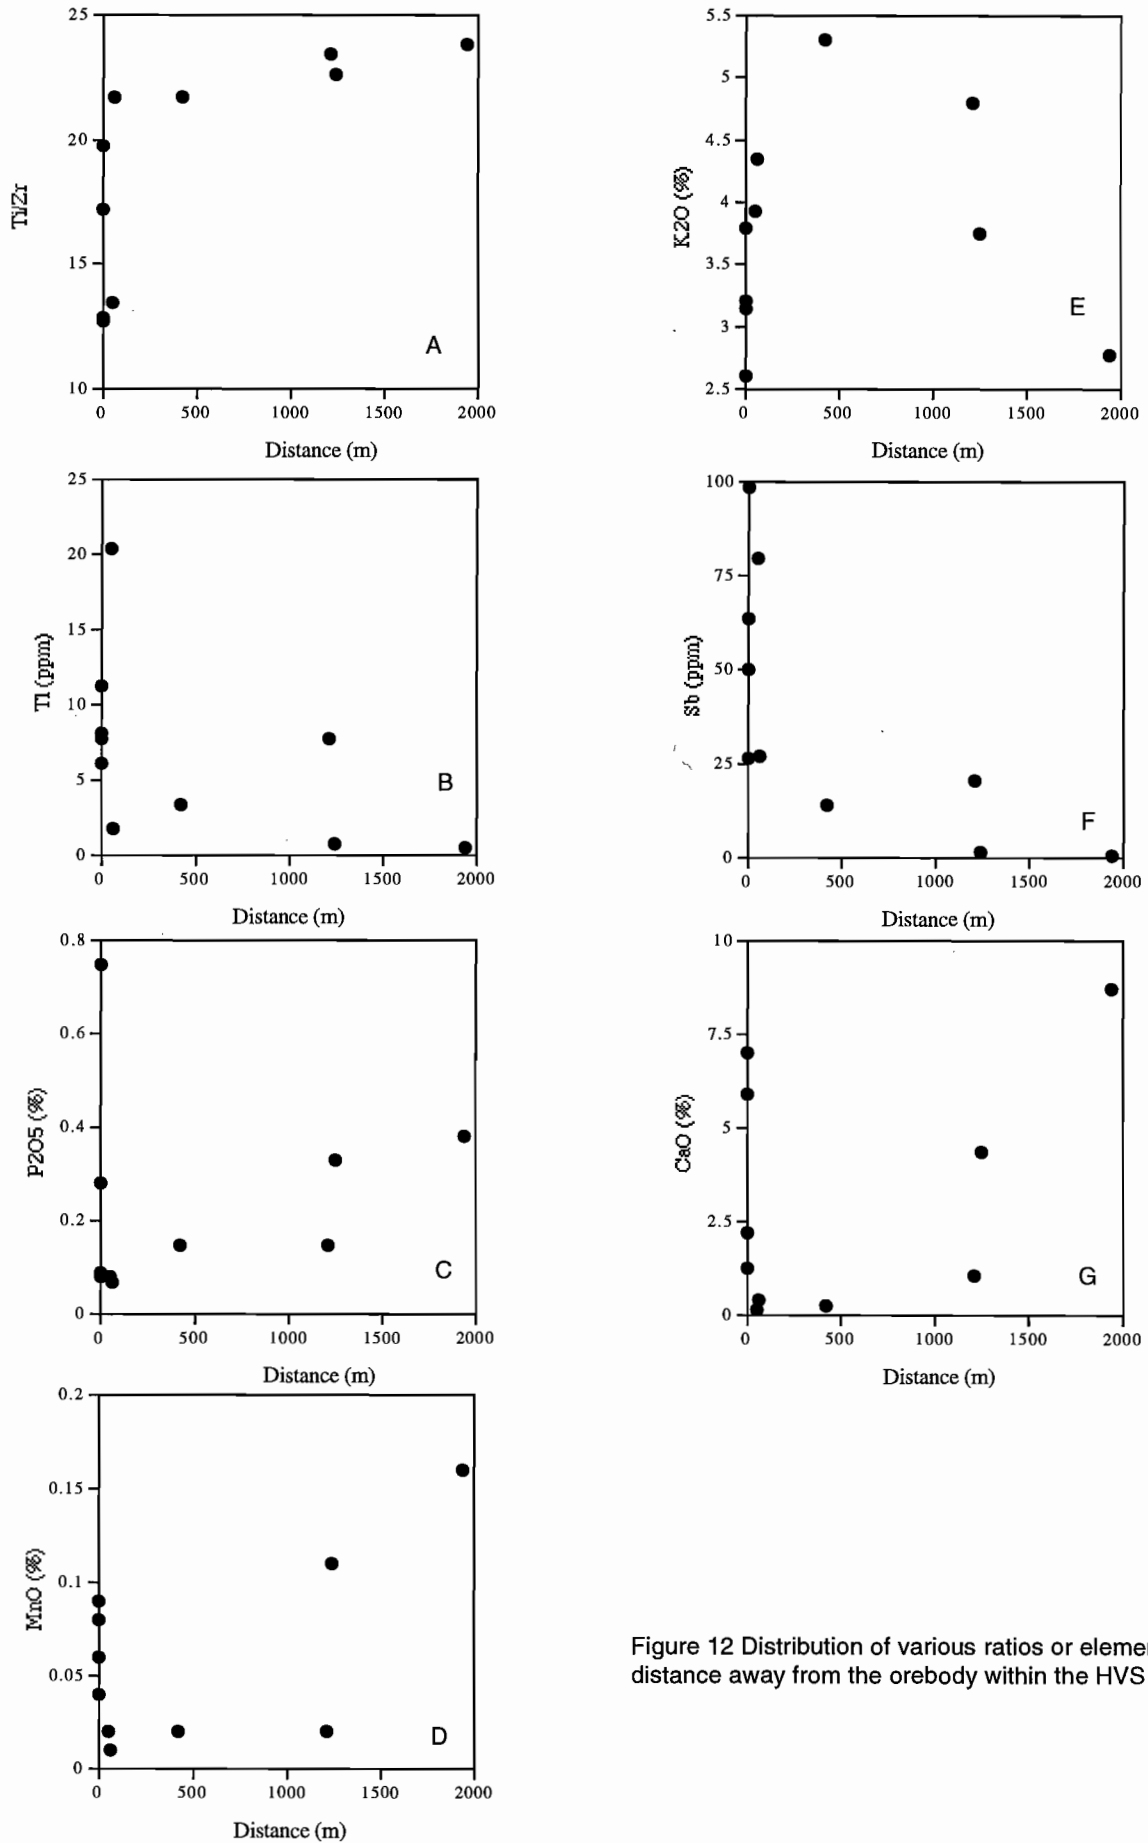 25
20
15
10
Ti/Zr
A
0 500 1000 1500 2000
Distance (m)
5.5
5
4.5
4
3.5
3
2.5
K2O (%)
E
0 500 1000 1500 2000
Distance (m)
25
20
15
10
5
0
Tl (ppm)
B
0 500 1000 1500 2000
Distance (m)
100
75
50
25
0
Sb (ppm)
F
0 500 1000 1500 2000
Distance (m)
0.8
0.6
0.4
0.2
0
P2O5 (%)
C
0 500 1000 1500 2000
Distance (m)
10
7.5
5
2.5
0
CaO (%)
G
0 500 1000 1500 2000
Distance (m)
0.2
0.15
0.1
0.05
0
MnO (%)
D
0 500 1000 1500 2000
Distance (m)
Figure 12 Distribution of various ratios or eleme
distance away from the orebody within the HVS